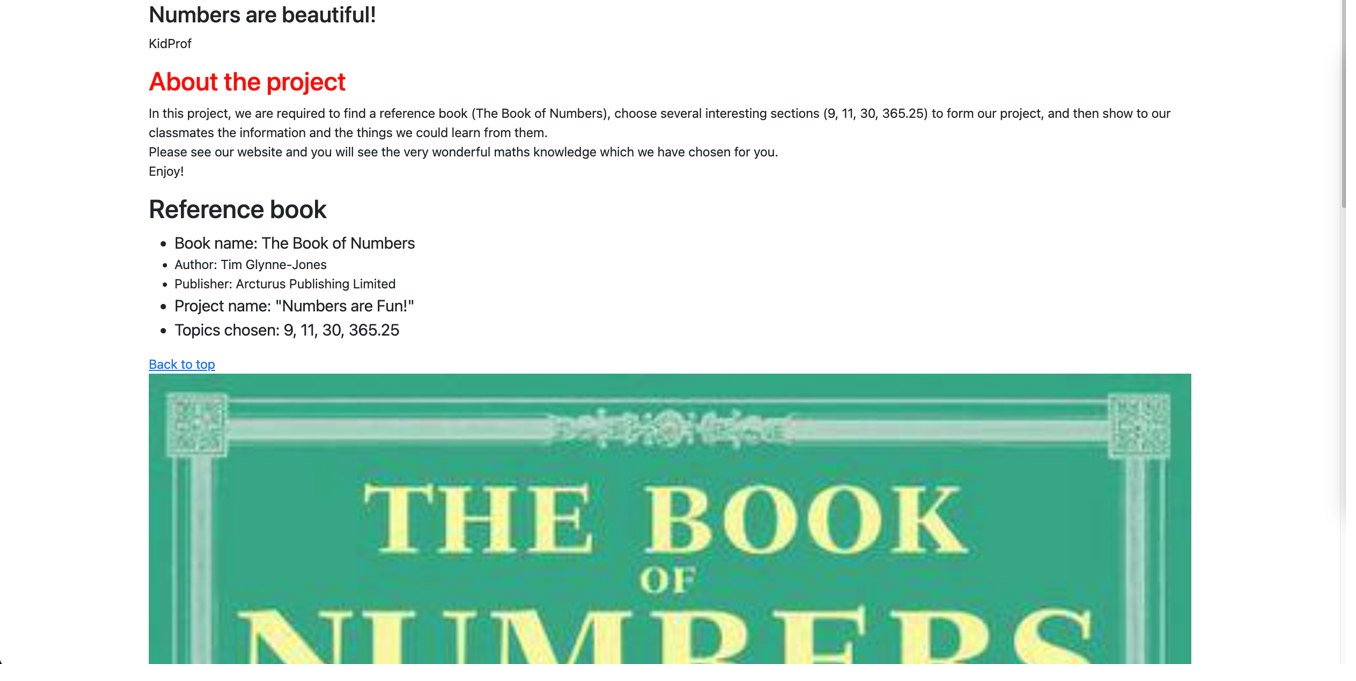 Numbers are beautiful!
KidProf
About the project
In this project, we are required to find a reference book (The Book of Numbers), choose several interesting sections (9, 11, 30, 365.25) to form our project, and then show to our
classmates the information and the things we could learn from them.
Please see our website and you will see the very wonderful maths knowledge which we have chosen for you.
Enjoy!
Reference book
• Book name: The Book of Numbers
• Author: Tim Glynne-Jones
• Publisher: Arcturus Publishing Limited
• Project name: "Numbers are Fun!"
• Topics chosen: 9, 11, 30, 365.25
Back to top
THE BOOK
OF
NUMBERS